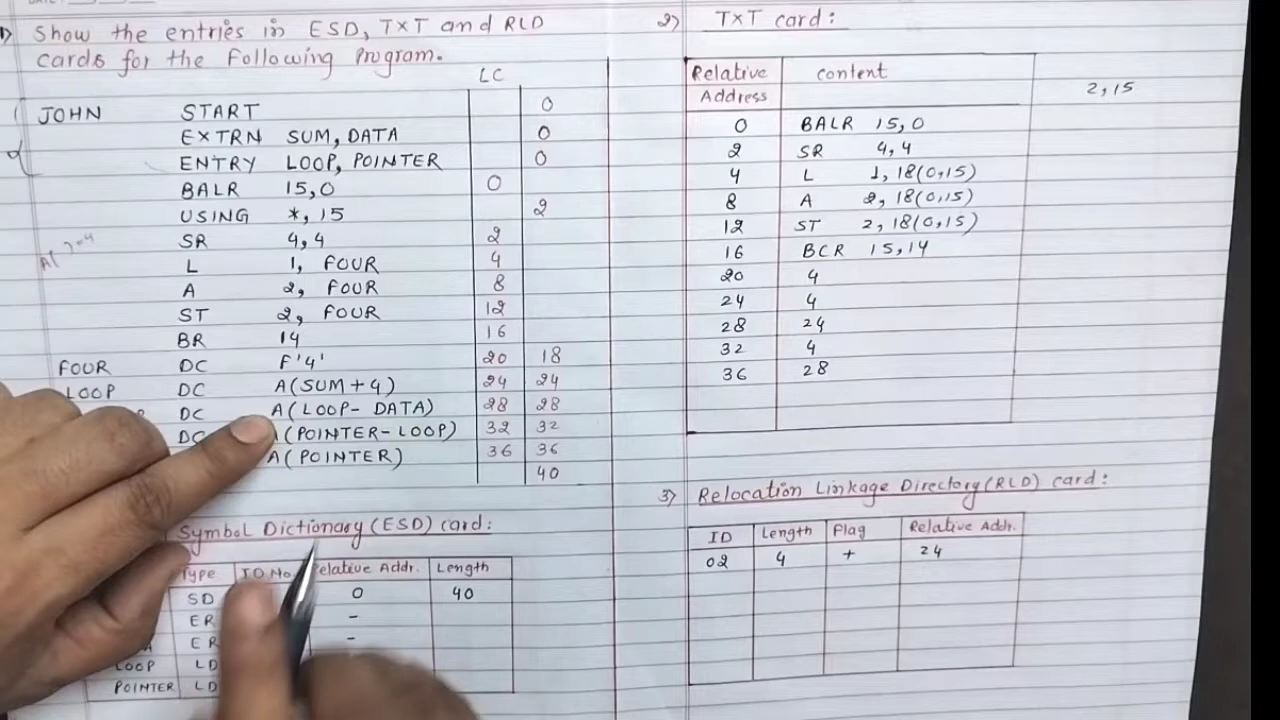 1) Show the entries in ESD, TXT and RLD
cards for the Following Program.
LC
JOHN START 0
EXTRN SUM, DATA 0
ENTRY LOOP, POINTER 0
BALR 15,0 0
USING *, 15 2
SR 4,4 2
L 1, FOUR 4
A 2, FOUR 8
ST 2, FOUR 12
BR 14 16
FOUR DC F'4' 20 18
LOOP DC A(SUM+4) 24 24
DC A(LOOP- DATA) 28 28
DC A(POINTER-LOOP) 32 32
A(POINTER) 36 36
40
Symbol Dictionary (ESD) card:
Type ID No Relative Addr. Length
SD 0 40
ER -
ER -
LOOP LD
POINTER LD
2) TXT card:
Relative Address content
2,15
0 BALR 15,0
2 SR 4,4
4 L 1, 18(0,15)
8 A 2, 18(0,15)
12 ST 2, 18(0,15)
16 BCR 15,14
20 4
24 4
28 24
32 4
36 28
3) Relocation Linkage Directory (RLD) card:
ID Length Flag Relative Addr.
02 4 + 24